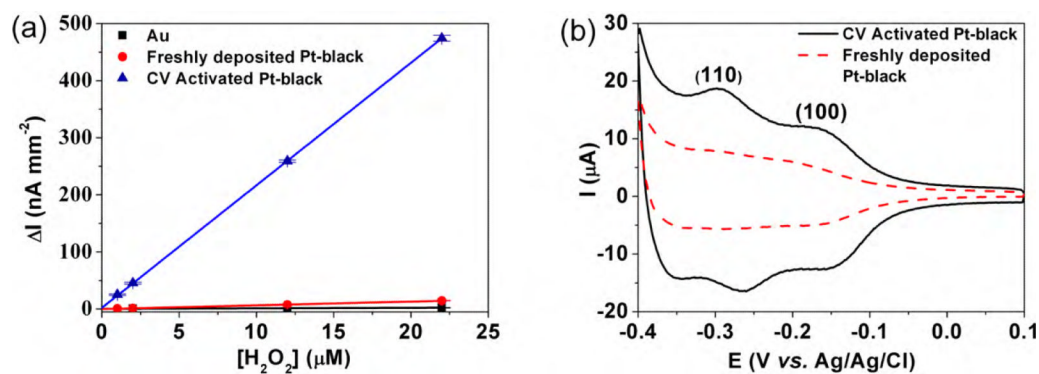 (a)
500
400
300
200
100
0
ΔI (nA mm⁻²)
Au
Freshly deposited Pt-black
CV Activated Pt-black
0 5 10 15 20 25
[H₂O₂] (μM)
(b)
30
20
10
0
-10
-20
I (μA)
CV Activated Pt-black
Freshly deposited
Pt-black
(110)
(100)
-0.4 -0.3 -0.2 -0.1 0.0 0.1
E (V vs. Ag/Ag/Cl)